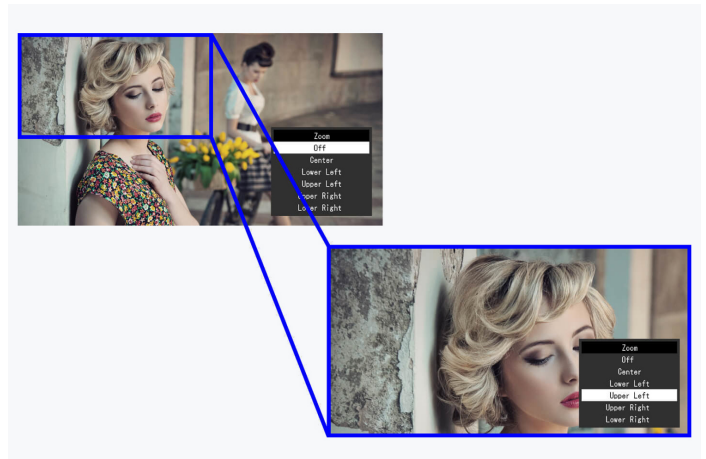 Zoom
Off
Center
Lower Left
Upper Left
Upper Right
Lower Right
Zoom
Off
Center
Lower Left
Upper Left
Upper Right
Lower Right